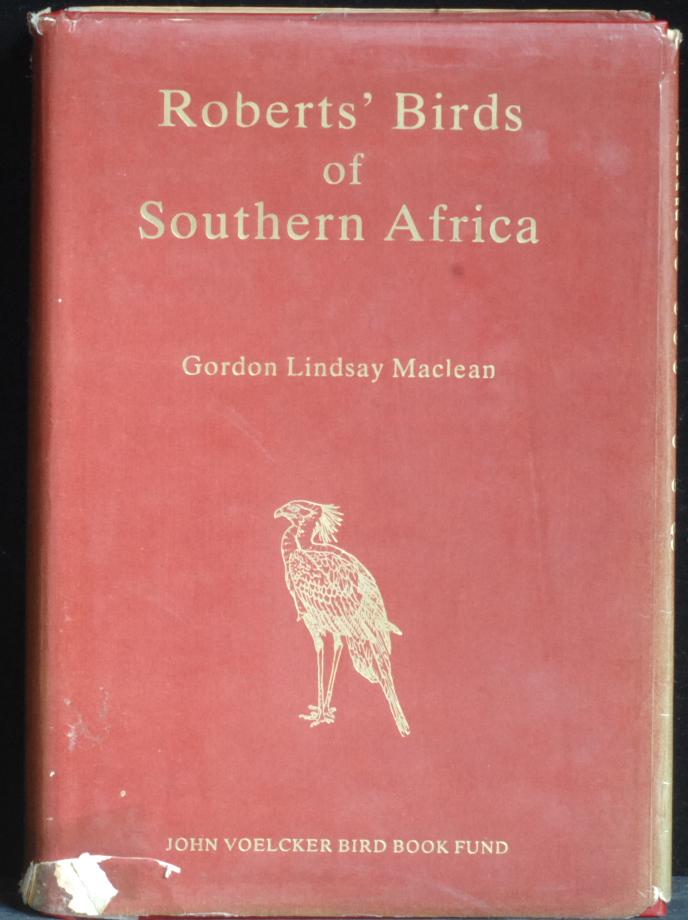 Roberts' Birds
of
Southern Africa
Gordon Lindsay Maclean
JOHN VOELCKER BIRD BOOK FUND